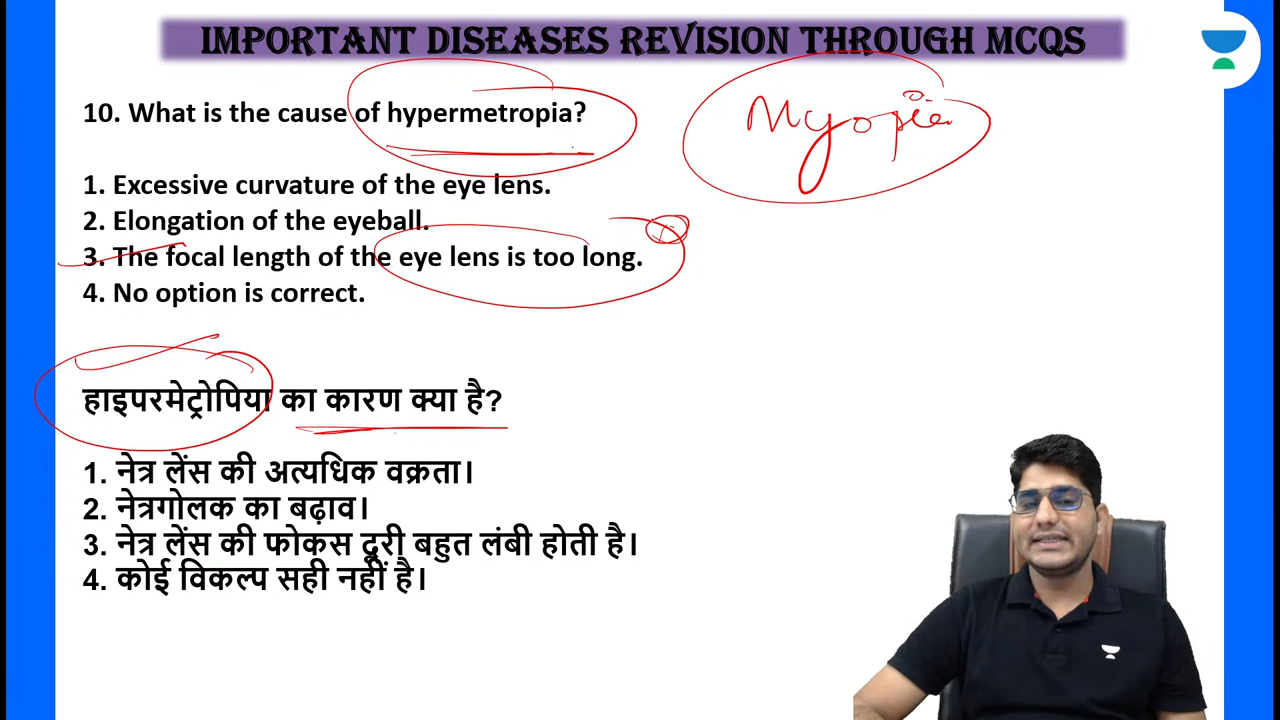 IMPORTANT DISEASES REVISION THROUGH MCQS
10. What is the cause of hypermetropia?
Myopia
1. Excessive curvature of the eye lens.
2. Elongation of the eyeball.
3. The focal length of the eye lens is too long.
4. No option is correct.
हाइपरमेट्रोपिया का कारण क्या है?
1. नेत्र लेंस की अत्यधिक वक्रता।
2. नेत्रगोलक का बढ़ाव।
3. नेत्र लेंस की फोकस दूरी बहुत लंबी होती है।
4. कोई विकल्प सही नहीं है।